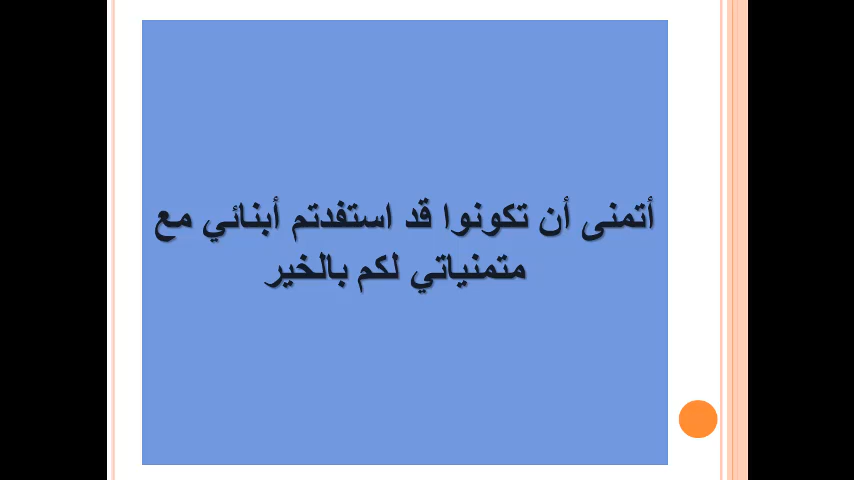 أتمنى أن تكونوا قد استفدتم أبنائي مع
متمنياتي لكم بالخير